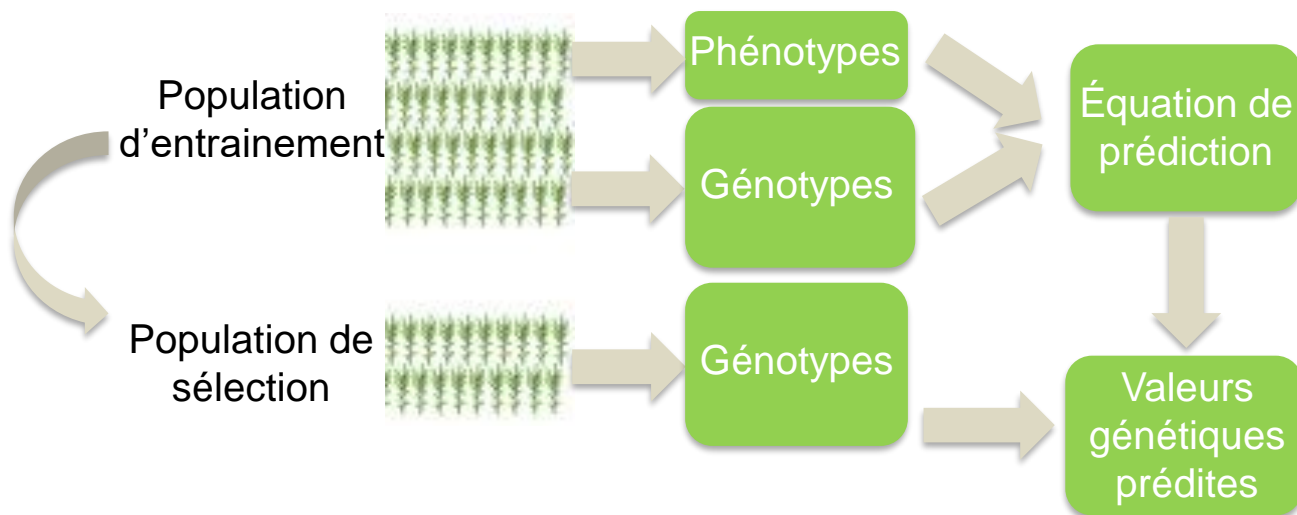 Population
d’entrainement
Phénotypes
Génotypes
Équation de
prédiction
Population de
sélection
Génotypes
Valeurs
génétiques
prédites